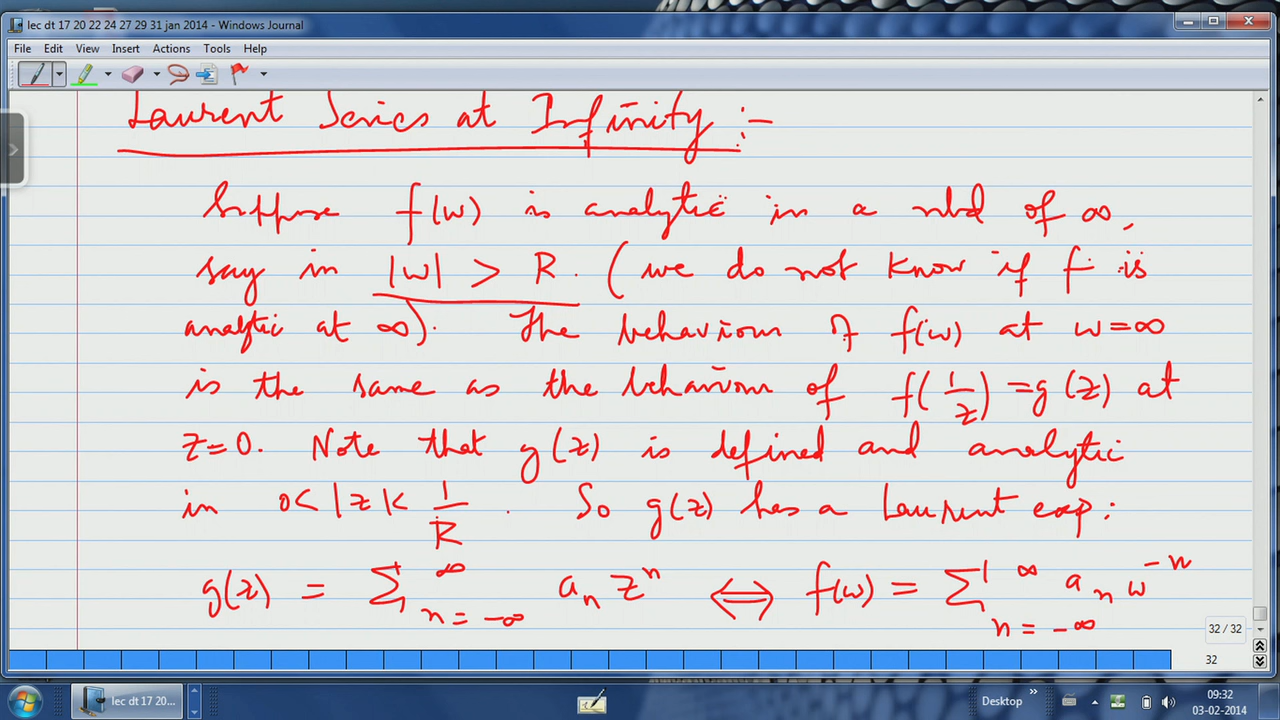 lec dt 17 20 22 24 27 29 31 jan 2014 - Windows Journal
File Edit View Insert Actions Tools Help
Laurent Series at Infinity :-
Suppose f(w) is analytic in a nbd of ∞,
say in |w| > R. (we do not know if f is
analytic at ∞). The behaviour of f(w) at w=∞
is the same as the behaviour of f(1/z) = g(z) at
z=0. Note that g(z) is defined and analytic
in 0<|z|< 1/R . So g(z) has a Laurent exp:
g(z) = ∑_{n=-∞}^{∞} a_n z^n ⟺ f(w) = ∑_{n=-∞}^{∞} a_n w^{-n}
32 / 32
32
lec dt 17 20...
Desktop
09:32
03-02-2014